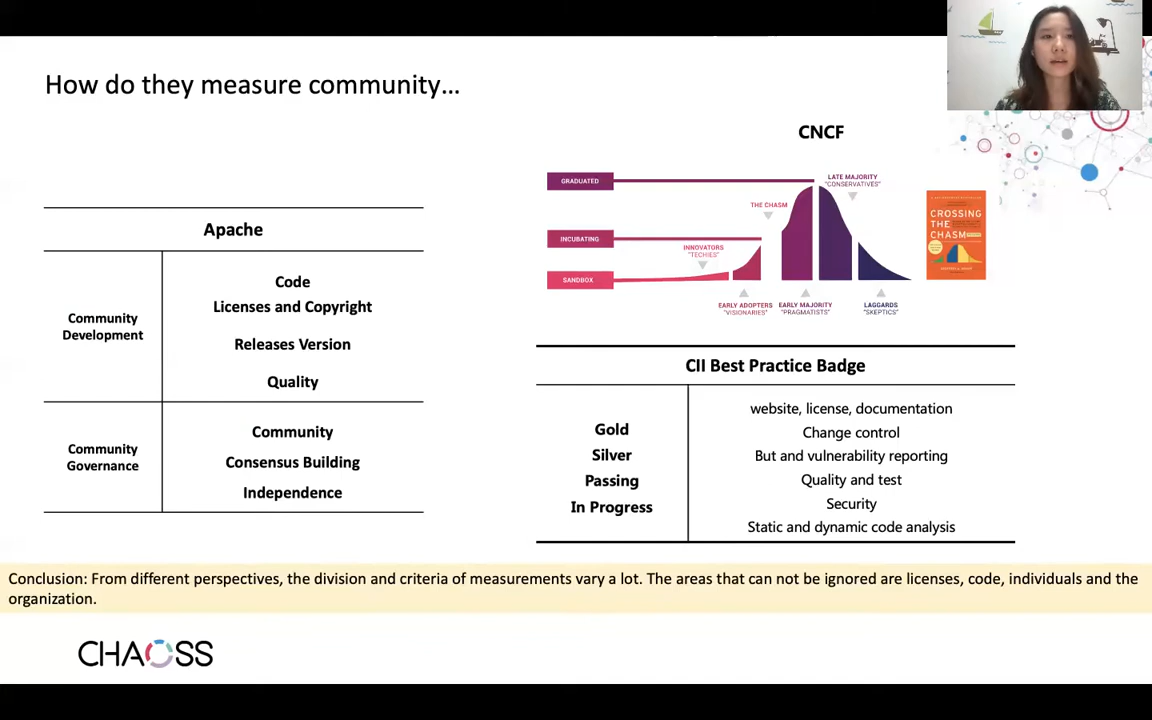 How do they measure community…
Apache
Community
Development
Code
Licenses and Copyright
Releases Version
Quality
Community
Governance
Community
Consensus Building
Independence
CNCF
GRADUATED
INCUBATING
SANDBOX
INNOVATORS
"TECHIES"
THE CHASM
LATE MAJORITY
"CONSERVATIVES"
EARLY ADOPTERS
"VISIONARIES"
EARLY MAJORITY
"PRAGMATISTS"
LAGGARDS
"SKEPTICS"
CROSSING
THE
CHASM
CII Best Practice Badge
Gold
Silver
Passing
In Progress
website, license, documentation
Change control
But and vulnerability reporting
Quality and test
Security
Static and dynamic code analysis
Conclusion: From different perspectives, the division and criteria of measurements vary a lot. The areas that can not be ignored are licenses, code, individuals and the
organization.
CHAOSS